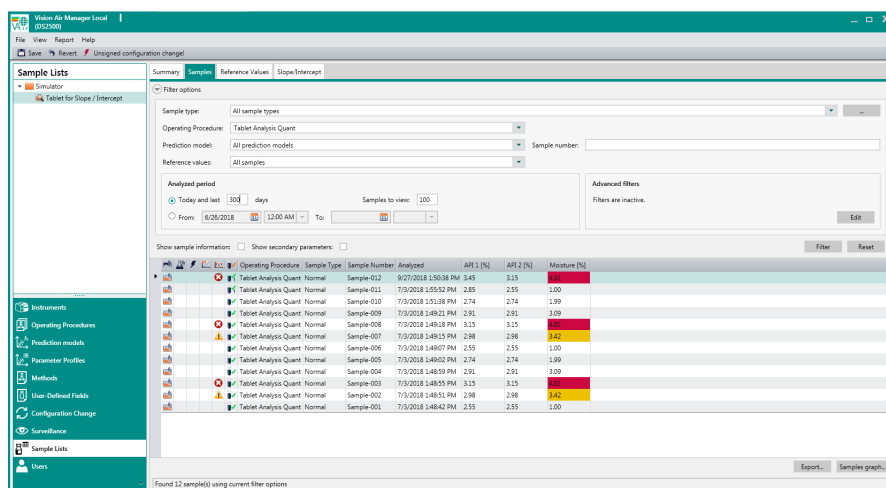 Vision Air Manager Local
(DS2500)
File View Report Help
Save Revert Unsigned configuration change!
Sample Lists
Simulator
Tablet for Slope / Intercept
Instruments
Operating Procedures
Prediction models
Parameter Profiles
Methods
User-Defined Fields
Configuration Change
Surveillance
Sample Lists
Users
Summary Samples Reference Values Slope/Intercept
Filter options
Sample type: All sample types ...
Operating Procedure: Tablet Analysis Quant
Prediction model: All prediction models Sample number:
Reference values: All samples
Analyzed period Advanced filters
Today and last 300 days Samples to view: 100 Filters are inactive.
From: 6/26/2018 12:00 AM To:
Edit
Show sample information: Show secondary parameters: Filter Reset
Operating Procedure Sample Type Sample Number Analyzed API 1 [%] API 2 [%] Moisture [%]
Tablet Analysis Quant Normal Sample-012 9/27/2018 1:50:38 PM 3.45 3.15 4.01
Tablet Analysis Quant Normal Sample-011 7/3/2018 1:55:52 PM 2.85 2.55 1.00
Tablet Analysis Quant Normal Sample-010 7/3/2018 1:51:38 PM 2.74 2.74 1.99
Tablet Analysis Quant Normal Sample-009 7/3/2018 1:49:21 PM 2.91 2.91 3.09
Tablet Analysis Quant Normal Sample-008 7/3/2018 1:49:18 PM 3.15 3.15 4.01
Tablet Analysis Quant Normal Sample-007 7/3/2018 1:49:15 PM 2.98 2.98 3.42
Tablet Analysis Quant Normal Sample-006 7/3/2018 1:49:07 PM 2.55 2.55 1.00
Tablet Analysis Quant Normal Sample-005 7/3/2018 1:49:02 PM 2.74 2.74 1.99
Tablet Analysis Quant Normal Sample-004 7/3/2018 1:48:59 PM 2.91 2.91 3.09
Tablet Analysis Quant Normal Sample-003 7/3/2018 1:48:55 PM 3.15 3.15 4.01
Tablet Analysis Quant Normal Sample-002 7/3/2018 1:48:51 PM 2.98 2.98 3.42
Tablet Analysis Quant Normal Sample-001 7/3/2018 1:48:42 PM 2.55 2.55 1.00
Export... Samples graph...
Found 12 sample(s) using current filter options